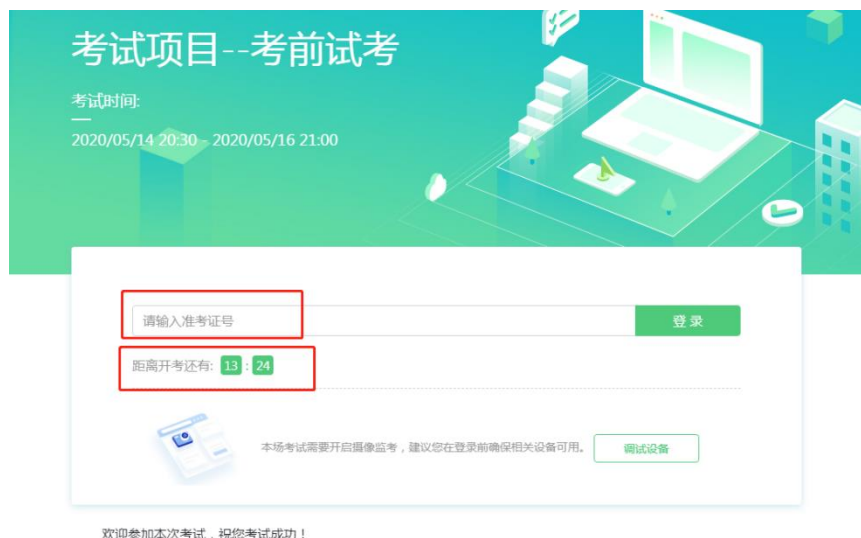 考试项目--考前试考
考试时间:
2020/05/14 20:30 - 2020/05/16 21:00
请输入准考证号
登 录
距离开考还有: 13 : 24
本场考试需要开启摄像监考，建议您在登录前确保相关设备可用。
调试设备
欢迎参加本次考试，祝您考试成功！